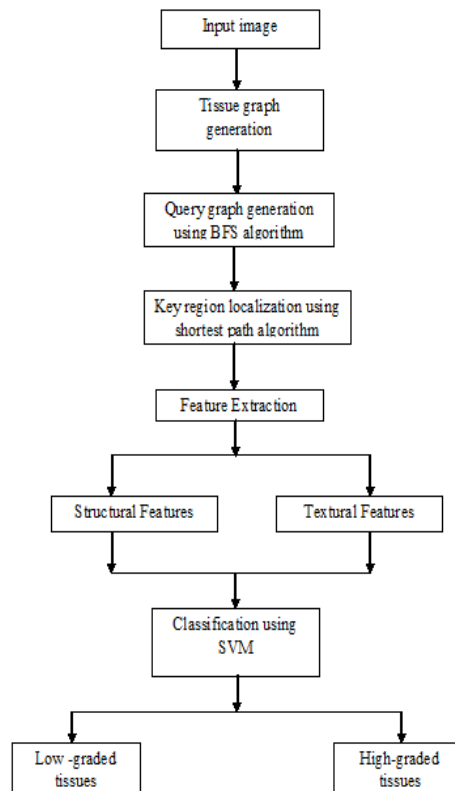 Input image
Tissue graph
generation
Query graph generation
using BFS algorithm
Key region localization using
shortest path algorithm
Feature Extraction
Structural Features
Textural Features
Classification using
SVM
Low -graded
tissues
High-graded
tissues